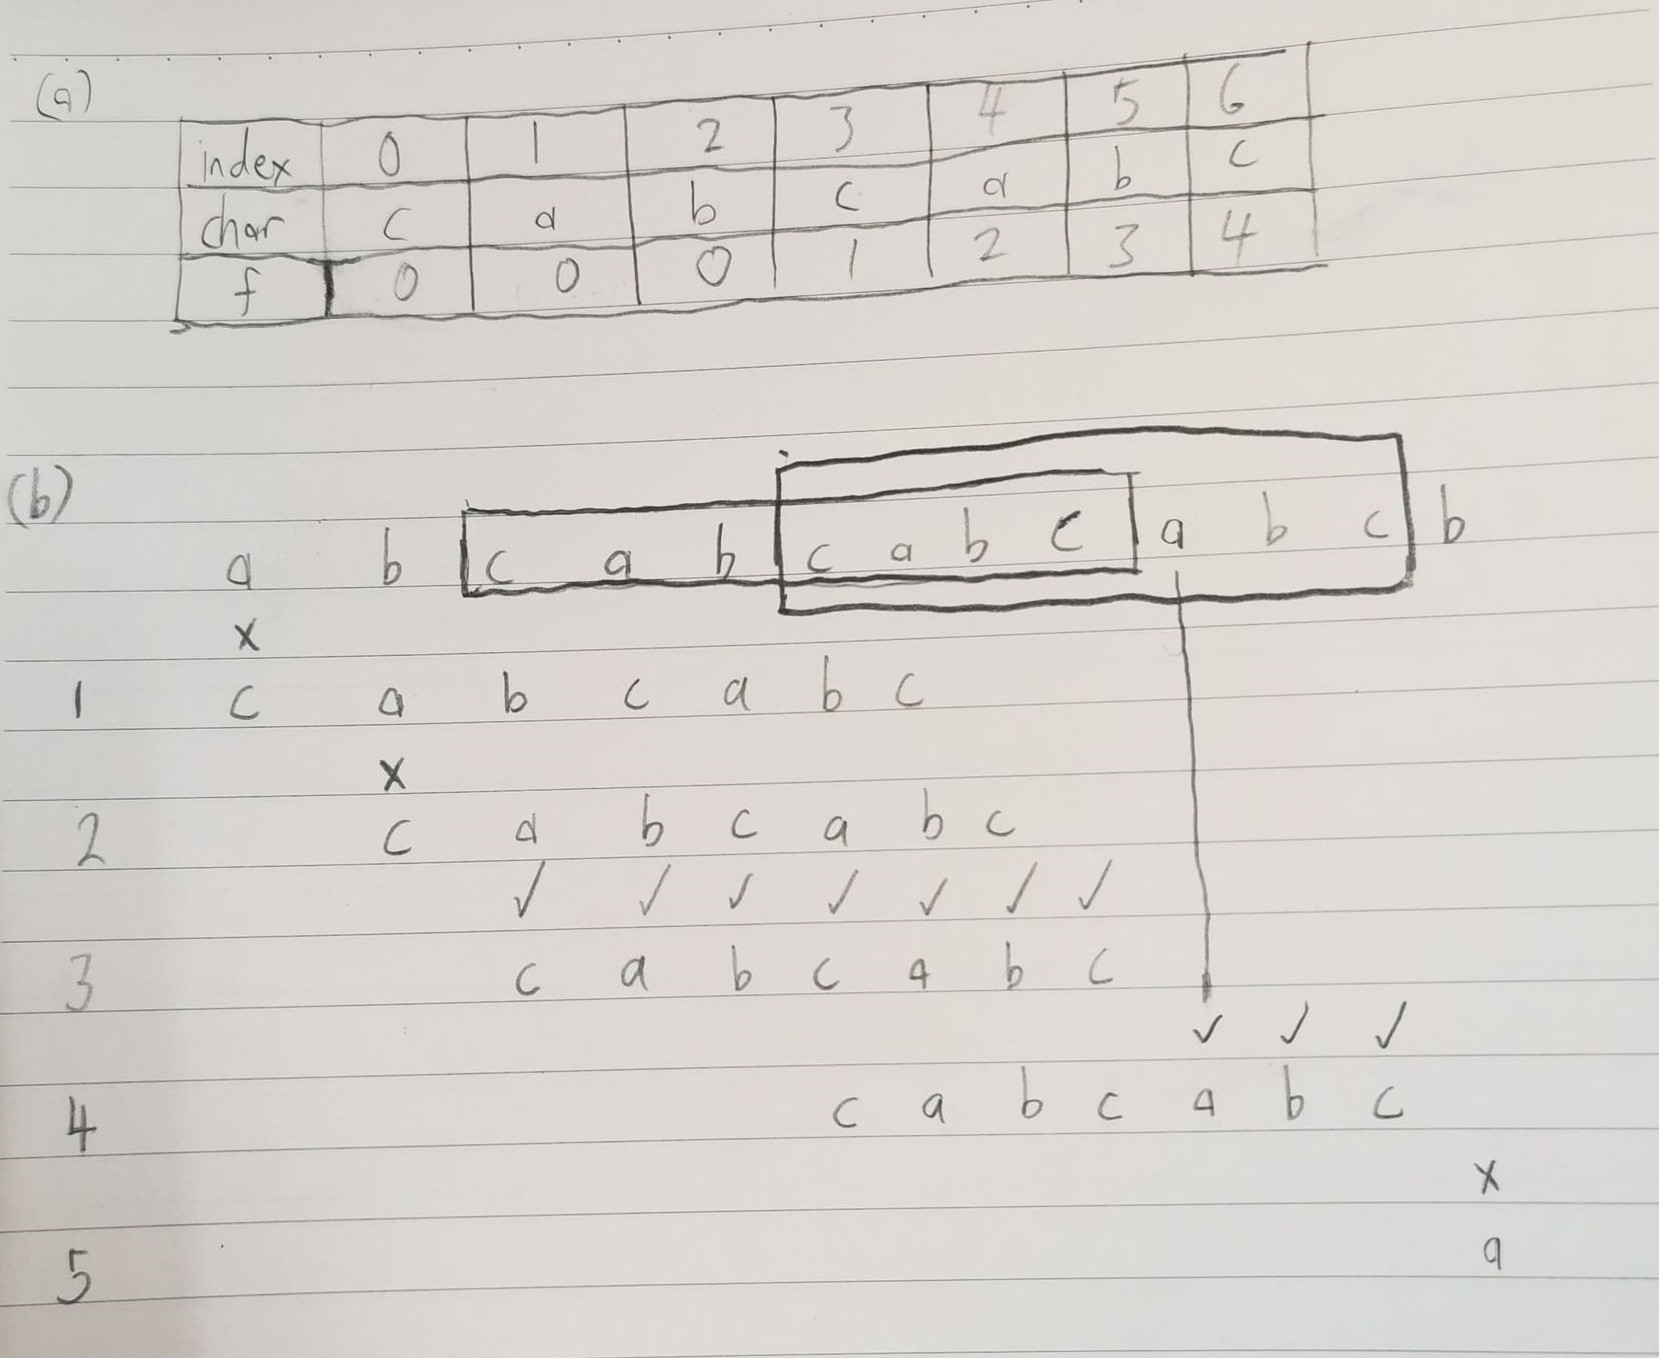 (a)
index 0 1 2 3 4 5 6
char c a b c a b c
f 0 0 0 1 2 3 4
(b)
a b c a b c a b c a b c b
x
1 c a b c a b c
x
2 c a b c a b c
✓ ✓ ✓ ✓ ✓ ✓ ✓
3 c a b c a b c
✓ ✓ ✓
4 c a b c a b c
x
5 a